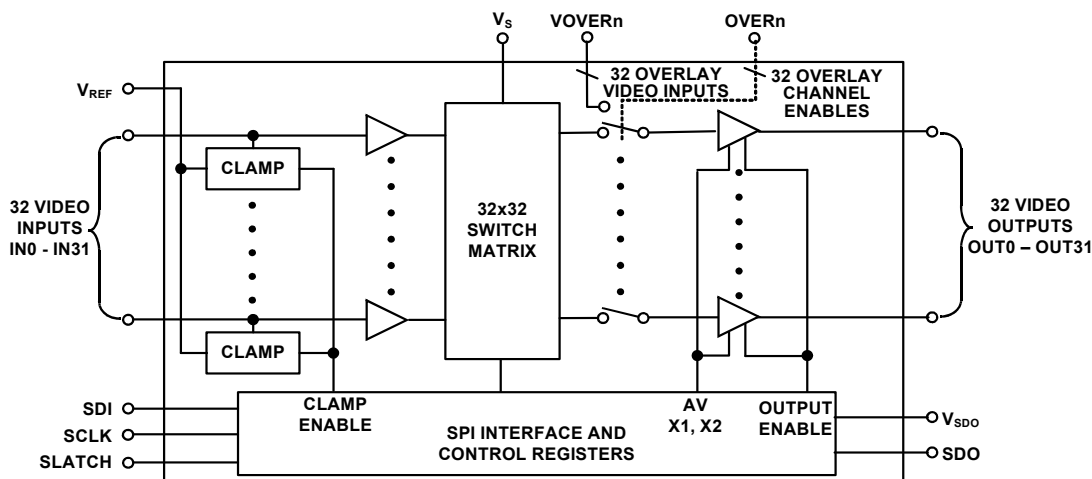 VS
VOVERn
OVERn
VREF
32 OVERLAY
VIDEO INPUTS
32 OVERLAY
CHANNEL
ENABLES
CLAMP
32 VIDEO
INPUTS
IN0 - IN31
32x32
SWITCH
MATRIX
32 VIDEO
OUTPUTS
OUT0 – OUT31
CLAMP
SDI
SCLK
SLATCH
CLAMP
ENABLE
AV
X1, X2
OUTPUT
ENABLE
SPI INTERFACE AND
CONTROL REGISTERS
VSDO
SDO